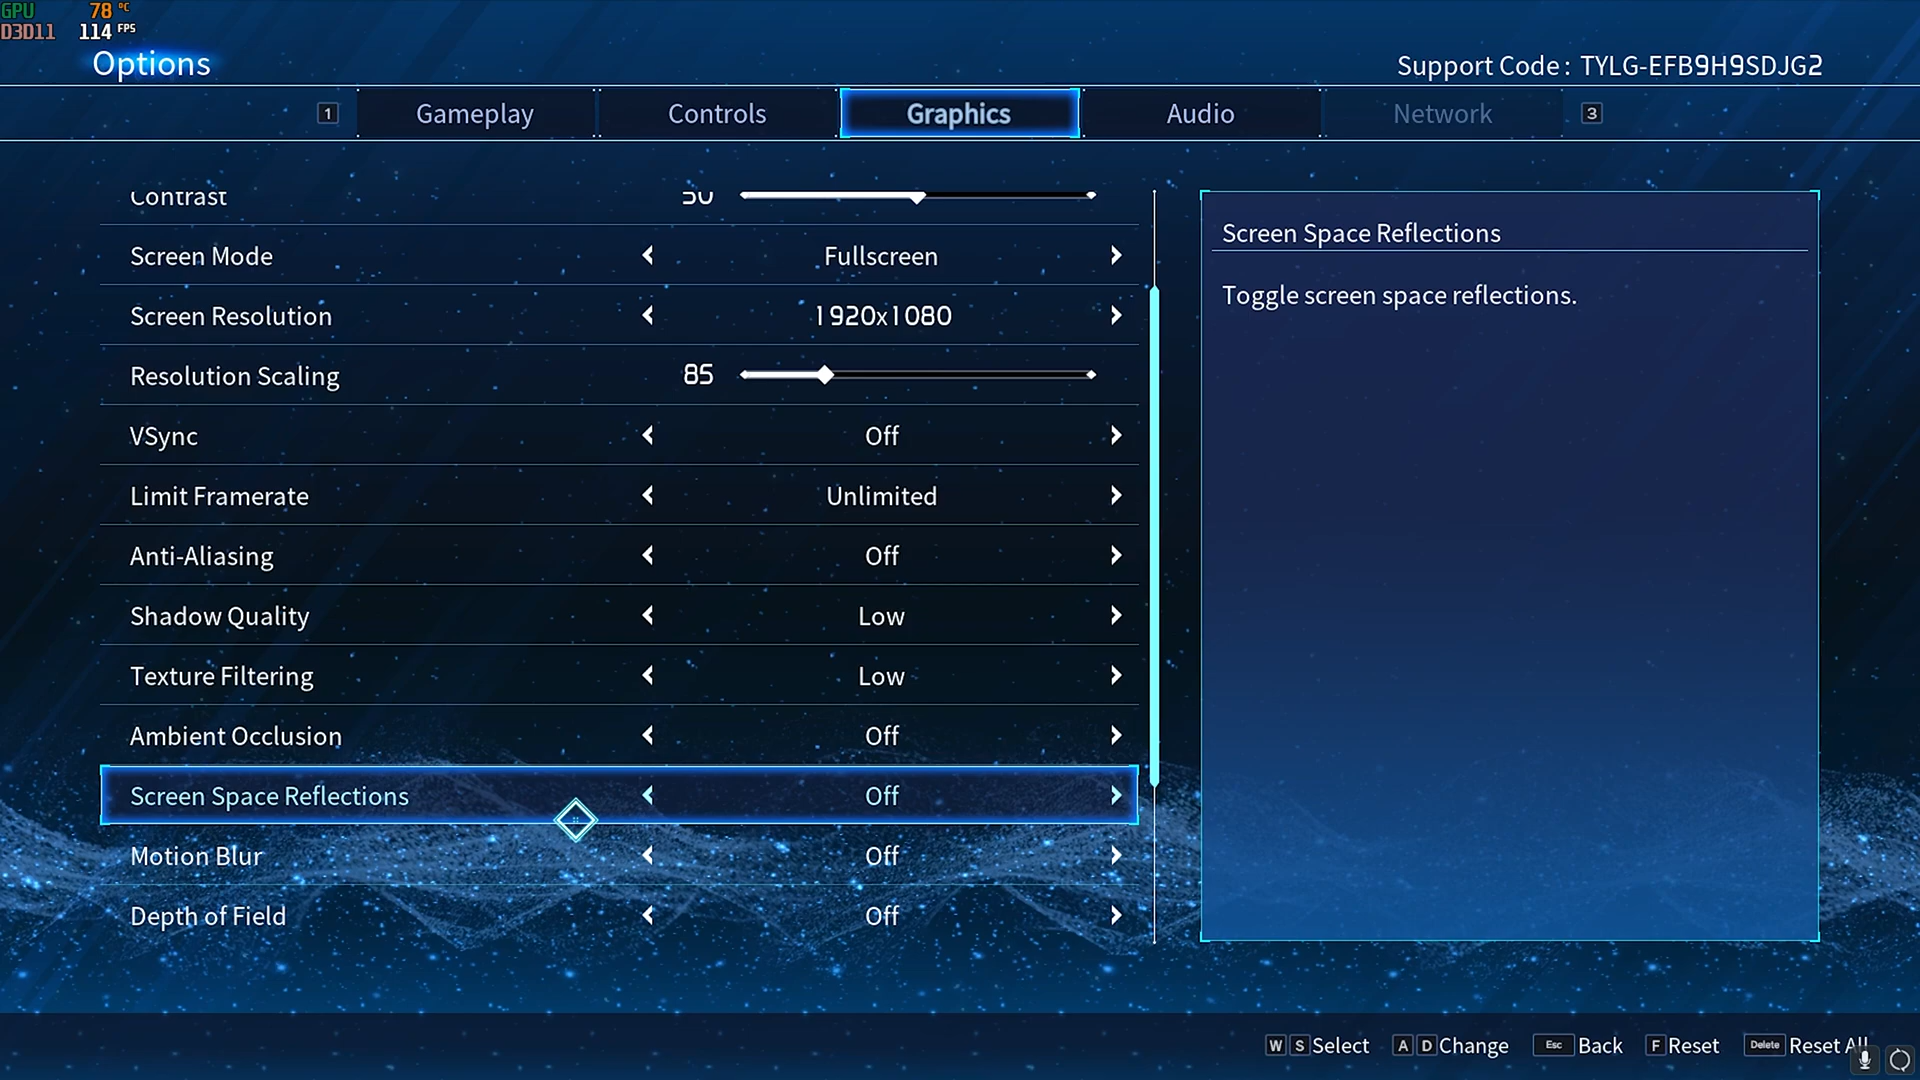 GPU 78 °C
D3D11 114 FPS
Options
Support Code : TYLG-EFB9H9SDJG2
1 Gameplay Controls Graphics Audio Network 3
Contrast 50
Screen Mode Fullscreen
Screen Resolution 1920x1080
Resolution Scaling 85
VSync Off
Limit Framerate Unlimited
Anti-Aliasing Off
Shadow Quality Low
Texture Filtering Low
Ambient Occlusion Off
Screen Space Reflections Off
Motion Blur Off
Depth of Field Off
Screen Space Reflections
Toggle screen space reflections.
W S Select A D Change Esc Back F Reset Delete Reset All